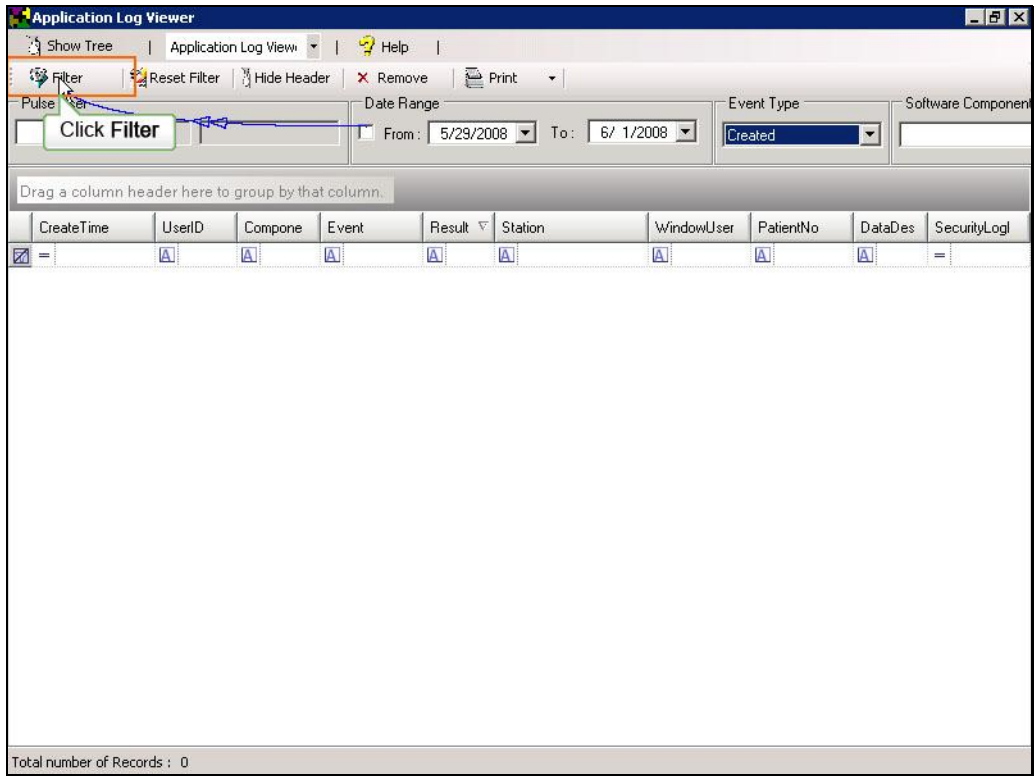 Application Log Viewer
Show Tree | Application Log View | Help |
Filter Reset Filter Hide Header Remove Print
Pulse Date Range Event Type Software Component
Click Filter From : 5/29/2008 To : 6/ 1/2008 Created
Drag a column header here to group by that column.
CreateTime UserID Compone Event Result Station WindowUser PatientNo DataDes SecurityLogI
= A A A A A A A A =
Total number of Records : 0